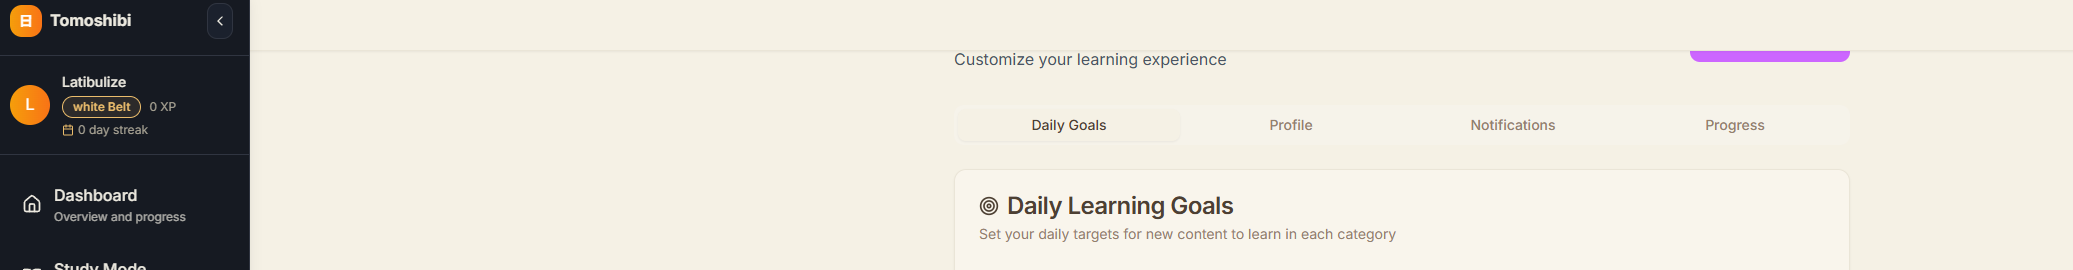 日 Tomoshibi
Latibulize
L
white Belt 0 XP
0 day streak
Dashboard
Overview and progress
Study Mode
Customize your learning experience
Daily Goals Profile Notifications Progress
Daily Learning Goals
Set your daily targets for new content to learn in each category